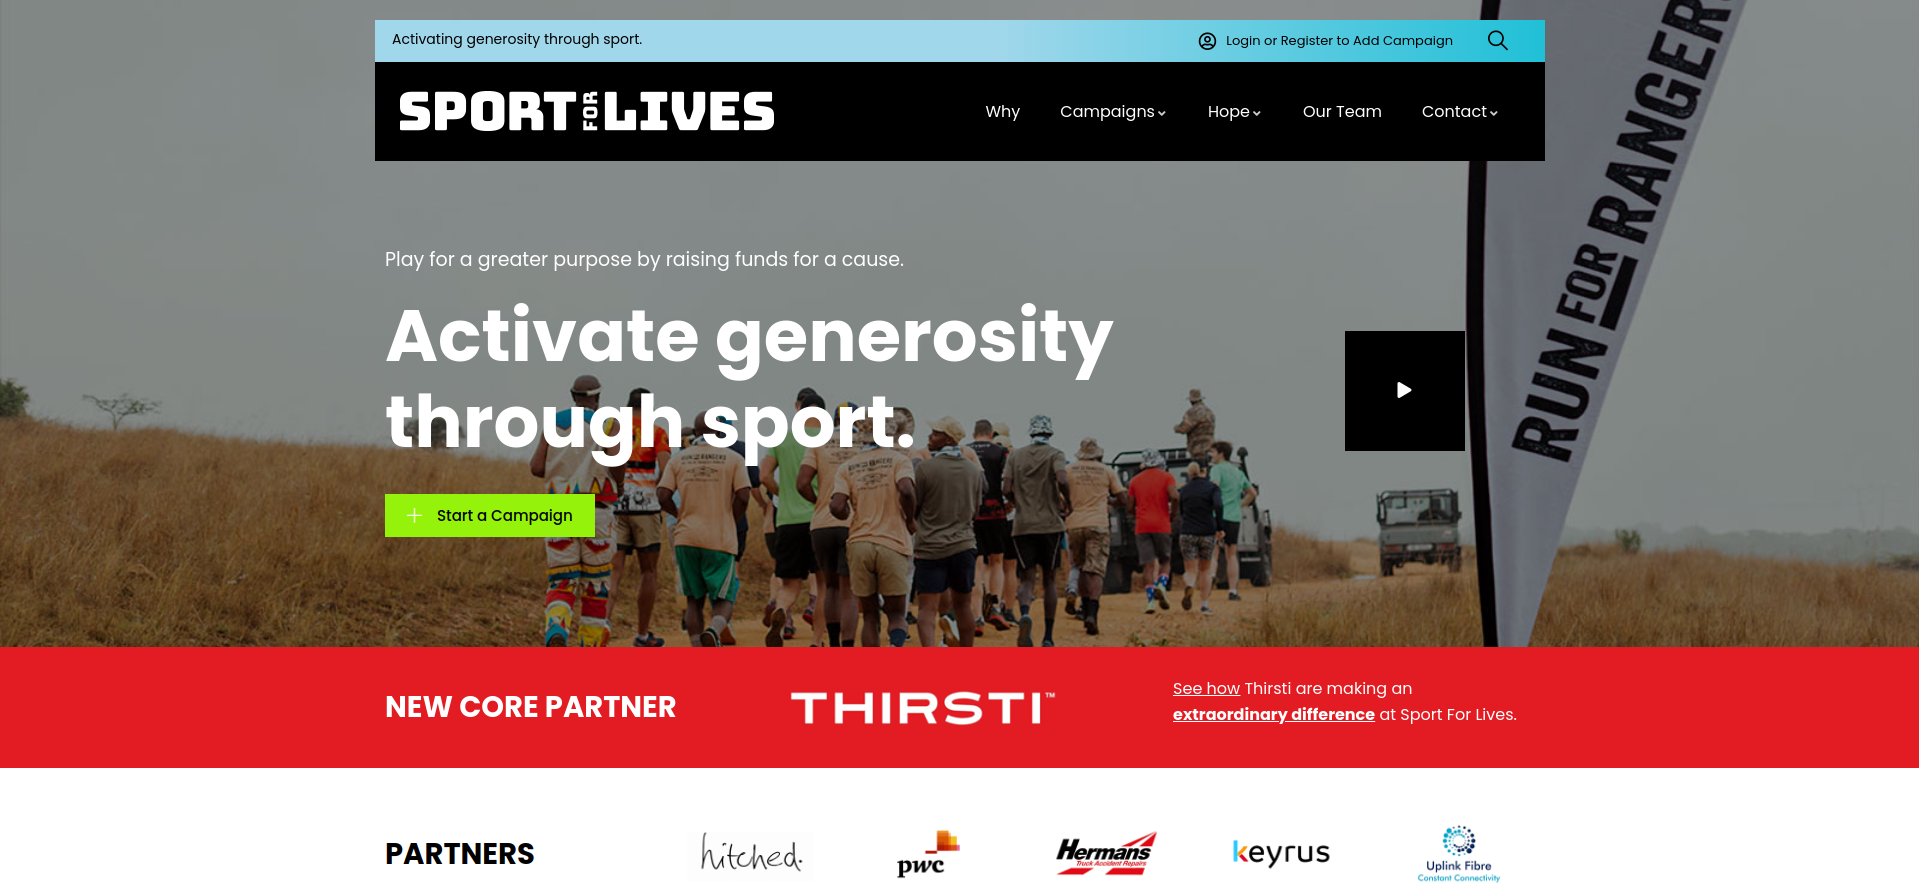 Activating generosity through sport.
Login or Register to Add Campaign
SPORT FOR LIVES
Why
Campaigns
Hope
Our Team
Contact
RUN FOR RANGERS
Play for a greater purpose by raising funds for a cause.
Activate generosity
through sport.
Start a Campaign
NEW CORE PARTNER
THIRSTI™
See how Thirsti are making an
extraordinary difference at Sport For Lives.
PARTNERS
hitched.
pwc
Hermans
Truck Accident Repairs
keyrus
Uplink Fibre
Constant Connectivity